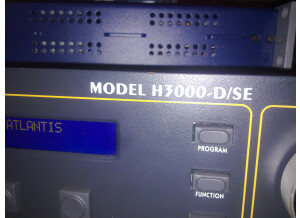 MODEL H3000-D/SE
ATLANTIS
PROGRAM
FUNCTION